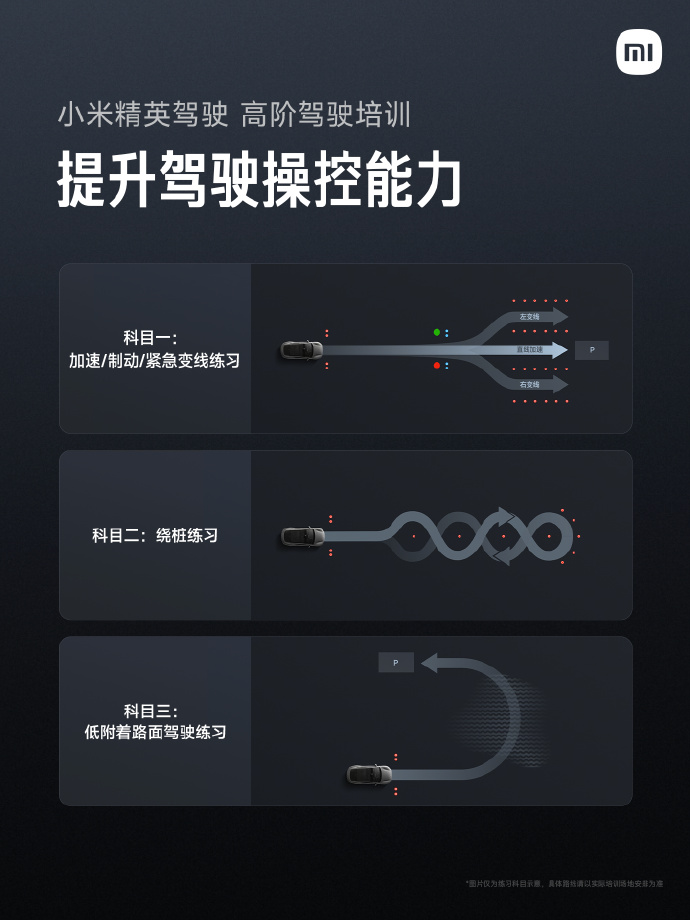 mi
小米精英驾驶 高阶驾驶培训
提升驾驶操控能力
科目一：
加速/制动/紧急变线练习
左变线
直线加速
P
右变线
科目二：绕桩练习
P
科目三：
低附着路面驾驶练习
*图片仅为练习科目示意，具体路线请以实际培训场地安排为准